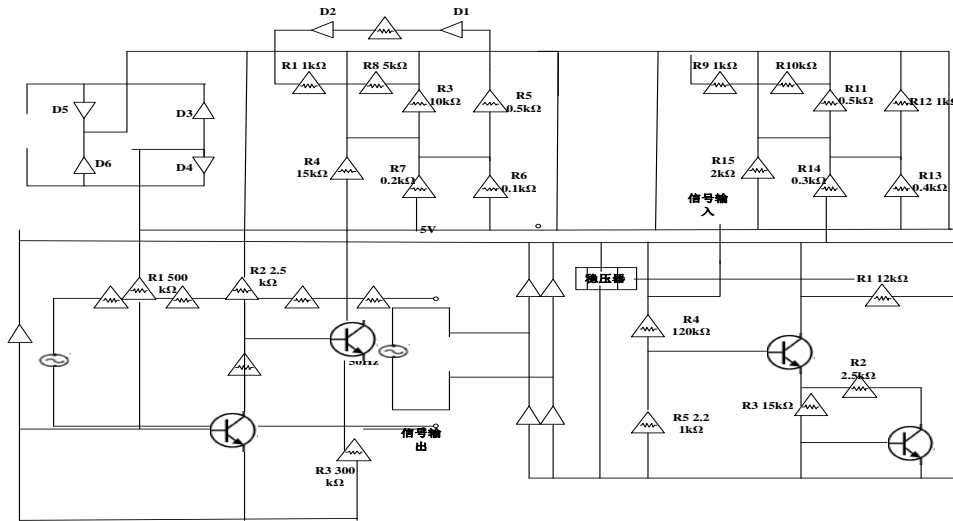 D2
D1
R1 1kΩ
R8 5kΩ
R3
10kΩ
R5
0.5kΩ
R9 1kΩ
R10kΩ
R11
0.5kΩ
R12 1kΩ
D5
D3
D6
D4
R4
15kΩ
R7
0.2kΩ
R6
0.1kΩ
R15
2kΩ
R14
0.3kΩ
R13
0.4kΩ
信号输
入
5V
R1 500
kΩ
R2 2.5
kΩ
稳压器
R1 12kΩ
R4
120kΩ
50Hz
R2
2.5kΩ
R3 15kΩ
R5 2.2
1kΩ
信号输
出
R3 300
kΩ